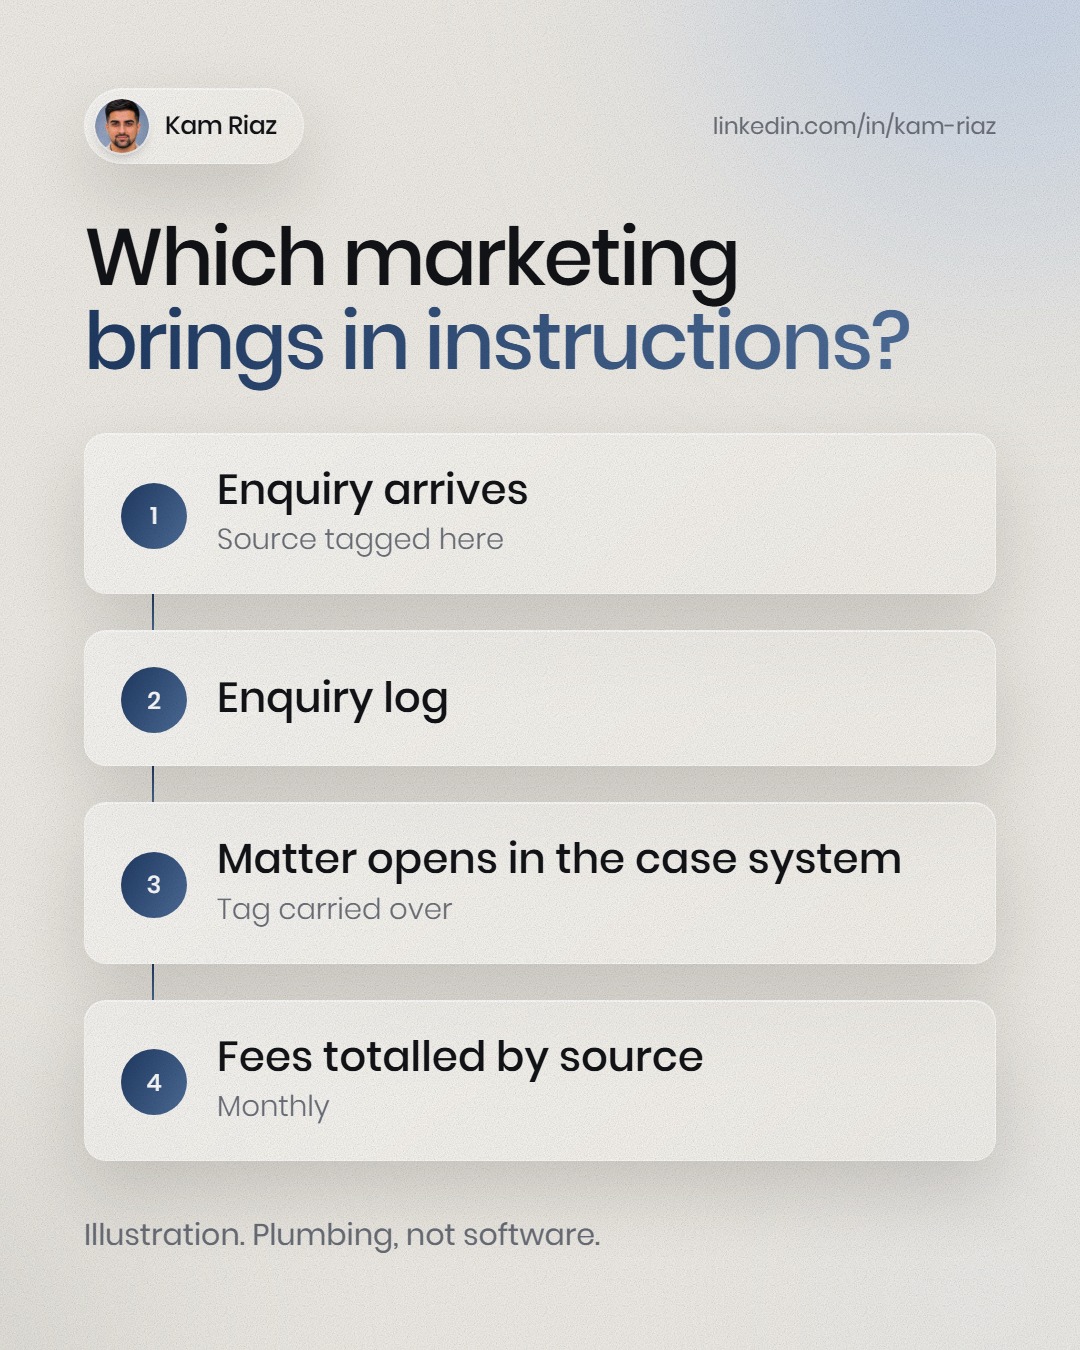 Kam Riaz
linkedin.com/in/kam-riaz
Which marketing
brings in instructions?
1
Enquiry arrives
Source tagged here
2
Enquiry log
3
Matter opens in the case system
Tag carried over
4
Fees totalled by source
Monthly
Illustration. Plumbing, not software.